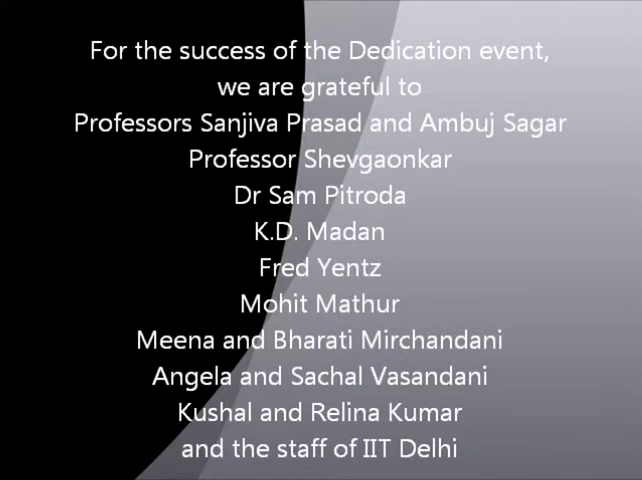 For the success of the Dedication event,
we are grateful to
Professors Sanjiva Prasad and Ambuj Sagar
Professor Shevgaonkar
Dr Sam Pitroda
K.D. Madan
Fred Yentz
Mohit Mathur
Meena and Bharati Mirchandani
Angela and Sachal Vasandani
Kushal and Relina Kumar
and the staff of IIT Delhi